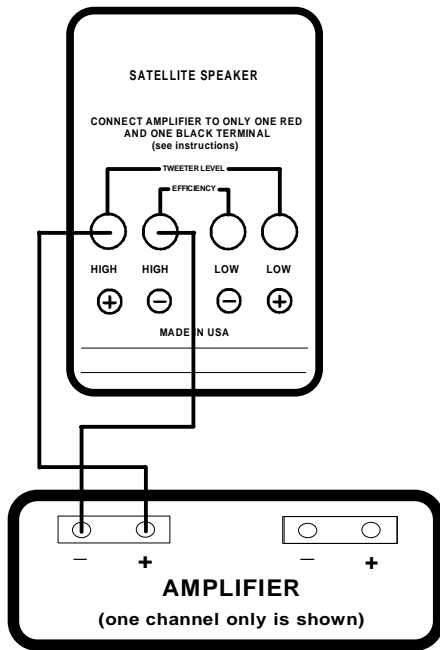 SATELLITE SPEAKER
CONNECT AMPLIFIER TO ONLY ONE RED
AND ONE BLACK TERMINAL
(see instructions)
TWEETER LEVEL
EFFICIENCY
HIGH HIGH LOW LOW
+ − − +
MADE IN USA
− + − +
AMPLIFIER
(one channel only is shown)